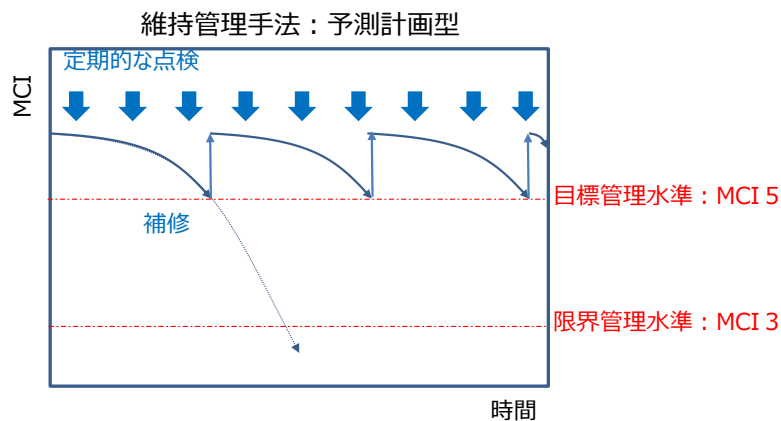 維持管理手法：予測計画型
定期的な点検
MCI
目標管理水準：MCI 5
補修
限界管理水準：MCI 3
時間